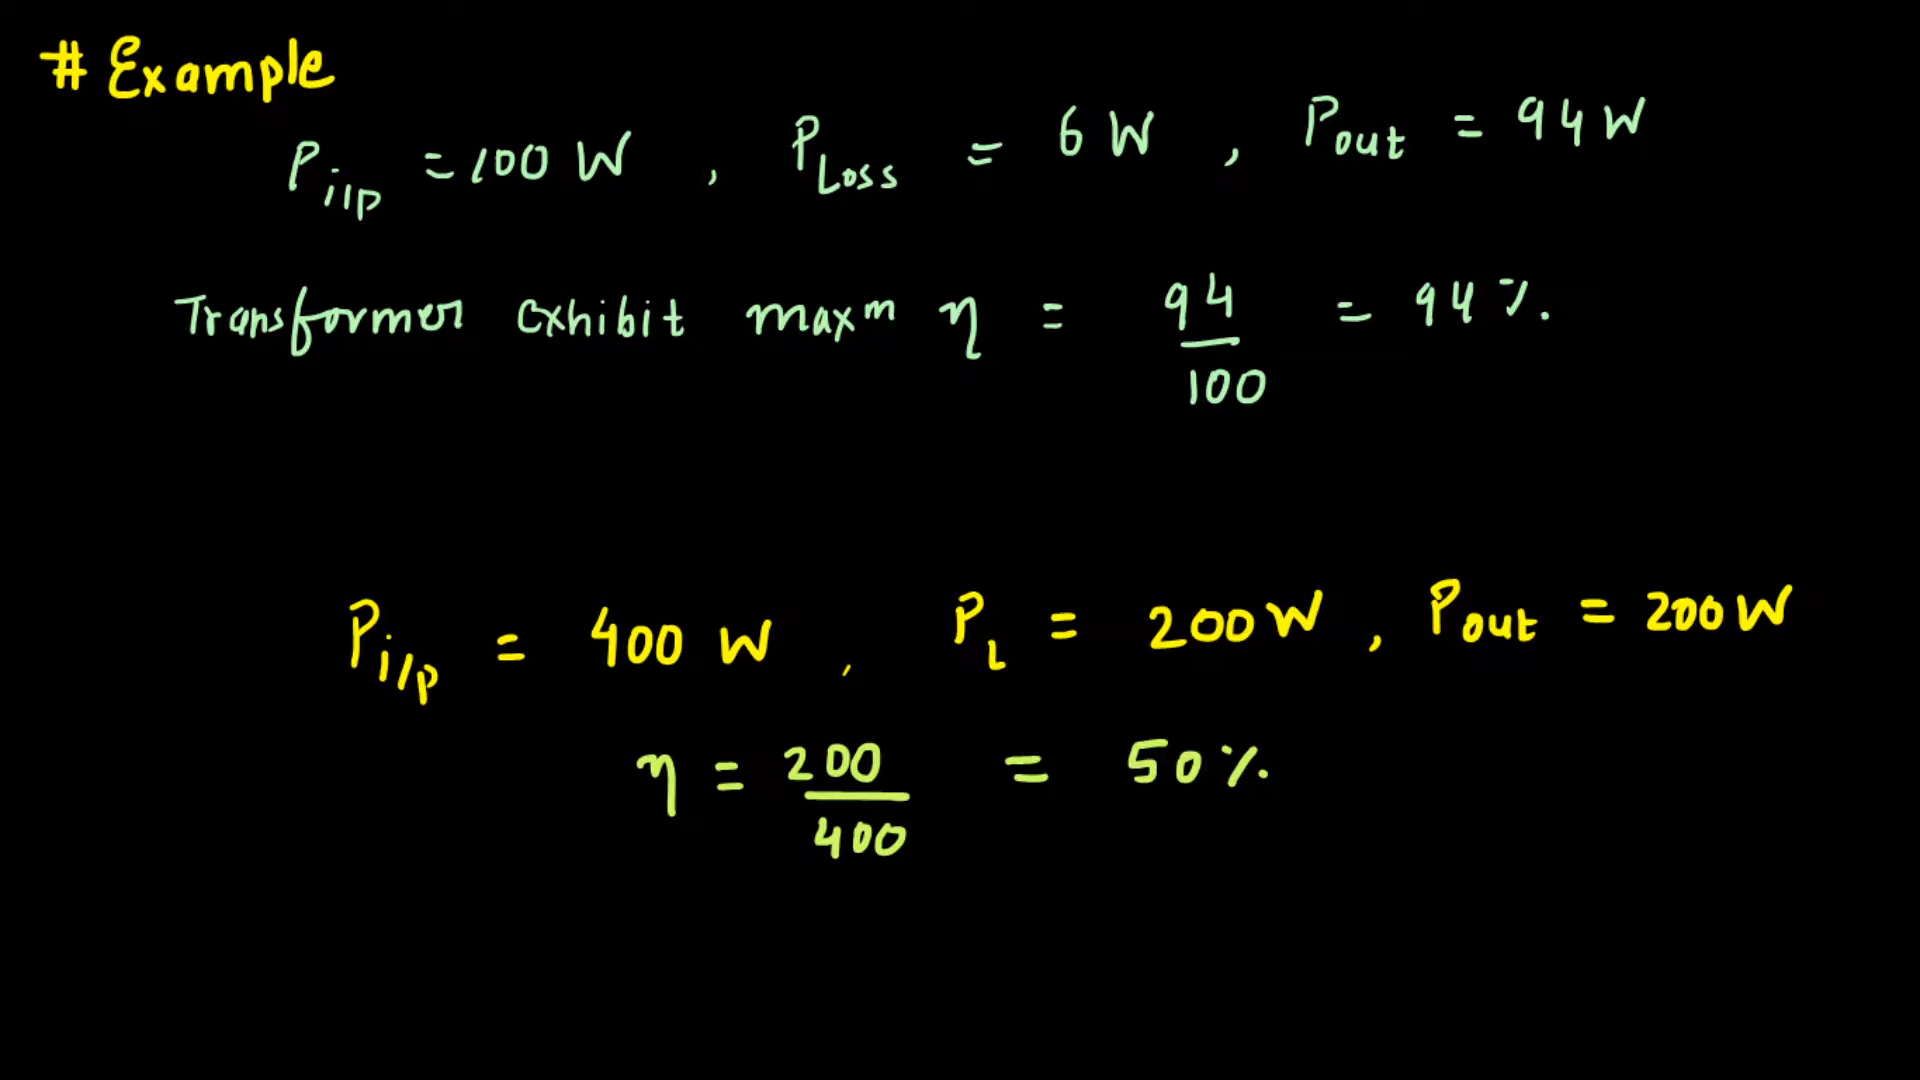 # Example
Pi/p = 100 W , PLoss = 6 W , Pout = 94 W
Transformer exhibit maxm η = 94/100 = 94 %.
Pi/p = 400 W , PL = 200 W , Pout = 200 W
η = 200/400 = 50 %.